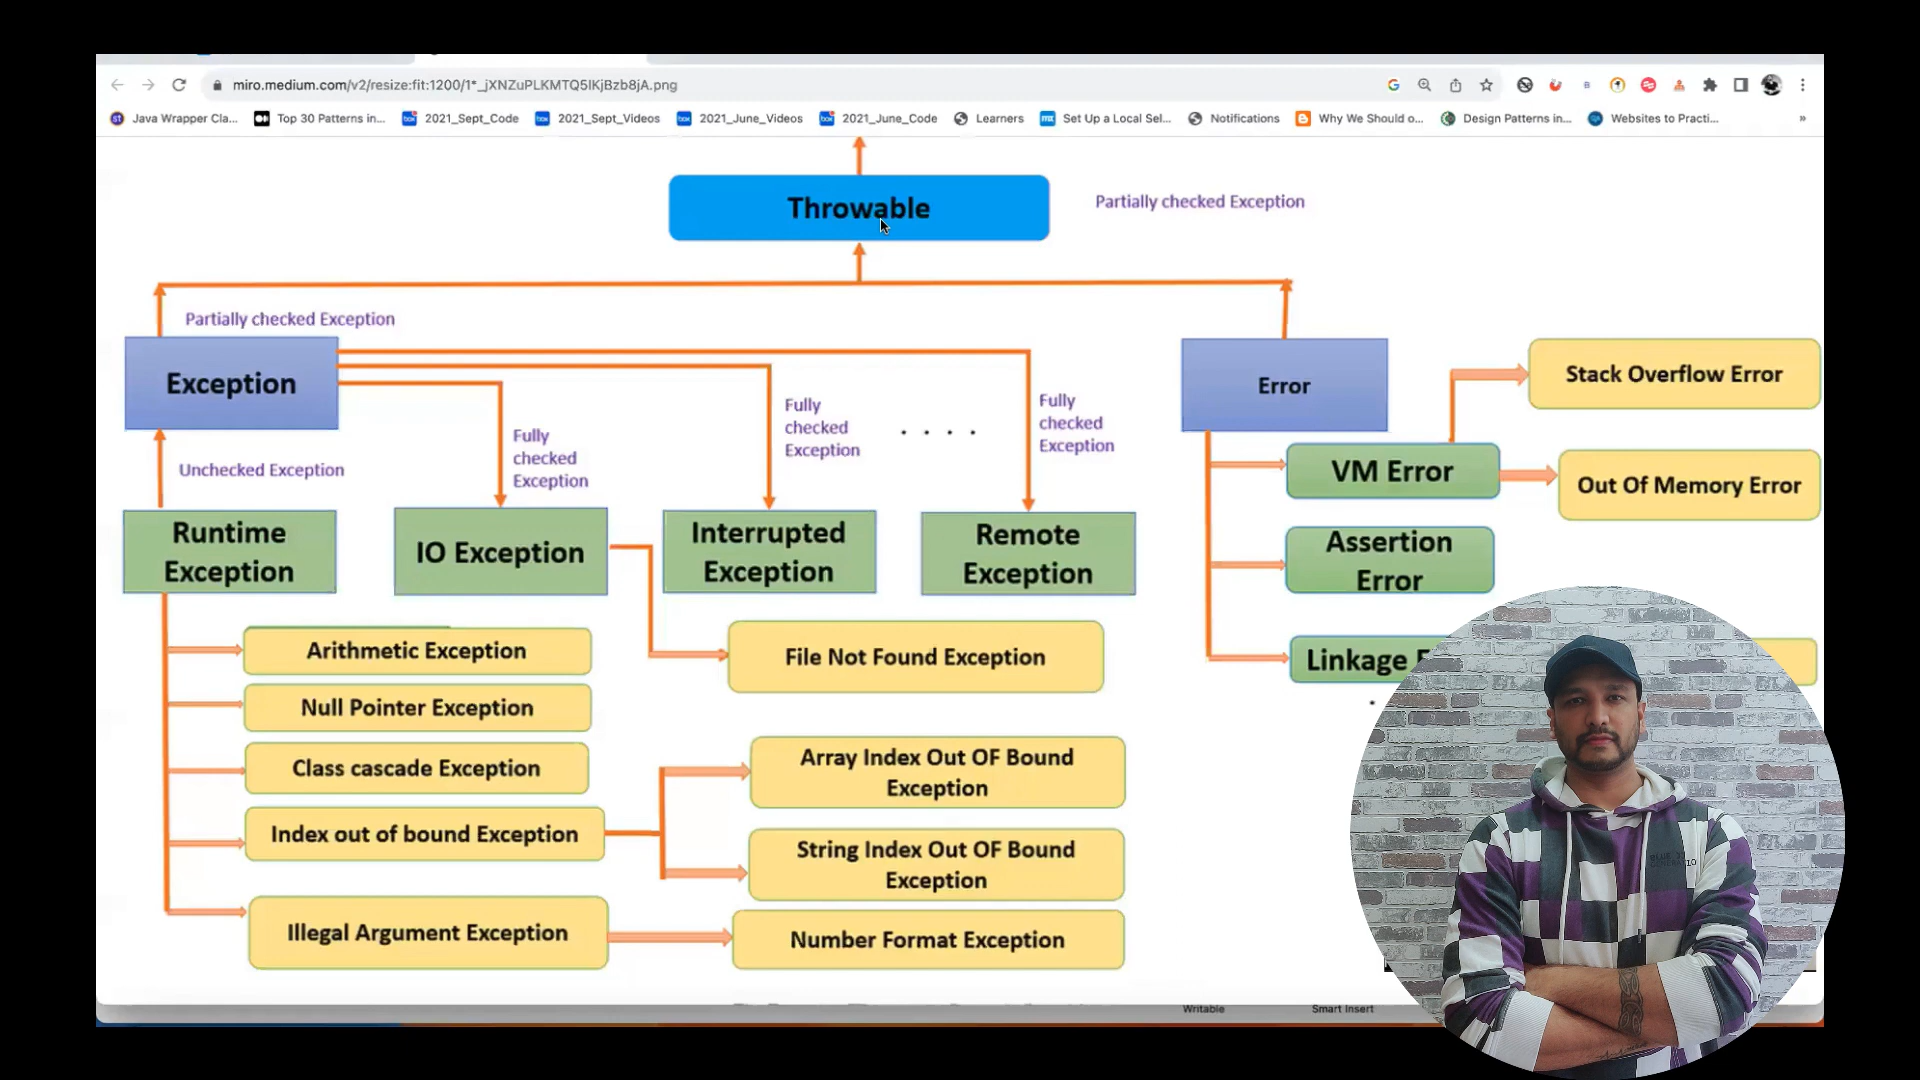 miro.medium.com/v2/resize:fit:1200/1*_jXNZuPLKMTQ5IKjBzb8jA.png
Java Wrapper Cla...
Top 30 Patterns in...
2021_Sept_Code
2021_Sept_Videos
2021_June_Videos
2021_June_Code
Learners
Set Up a Local Sel...
Notifications
Why We Should o...
Design Patterns in...
Websites to Practi...
»
Throwable
Partially checked Exception
Partially checked Exception
Exception
Error
Stack Overflow Error
Fully
checked
Exception
Fully
checked
Exception
Fully
checked
Exception
. . . .
Unchecked Exception
VM Error
Out Of Memory Error
Runtime
Exception
IO Exception
Interrupted
Exception
Remote
Exception
Assertion
Error
Arithmetic Exception
File Not Found Exception
Linkage
Null Pointer Exception
Class cascade Exception
Array Index Out OF Bound
Exception
Index out of bound Exception
String Index Out OF Bound
Exception
Illegal Argument Exception
Number Format Exception
Writable
Smart Insert